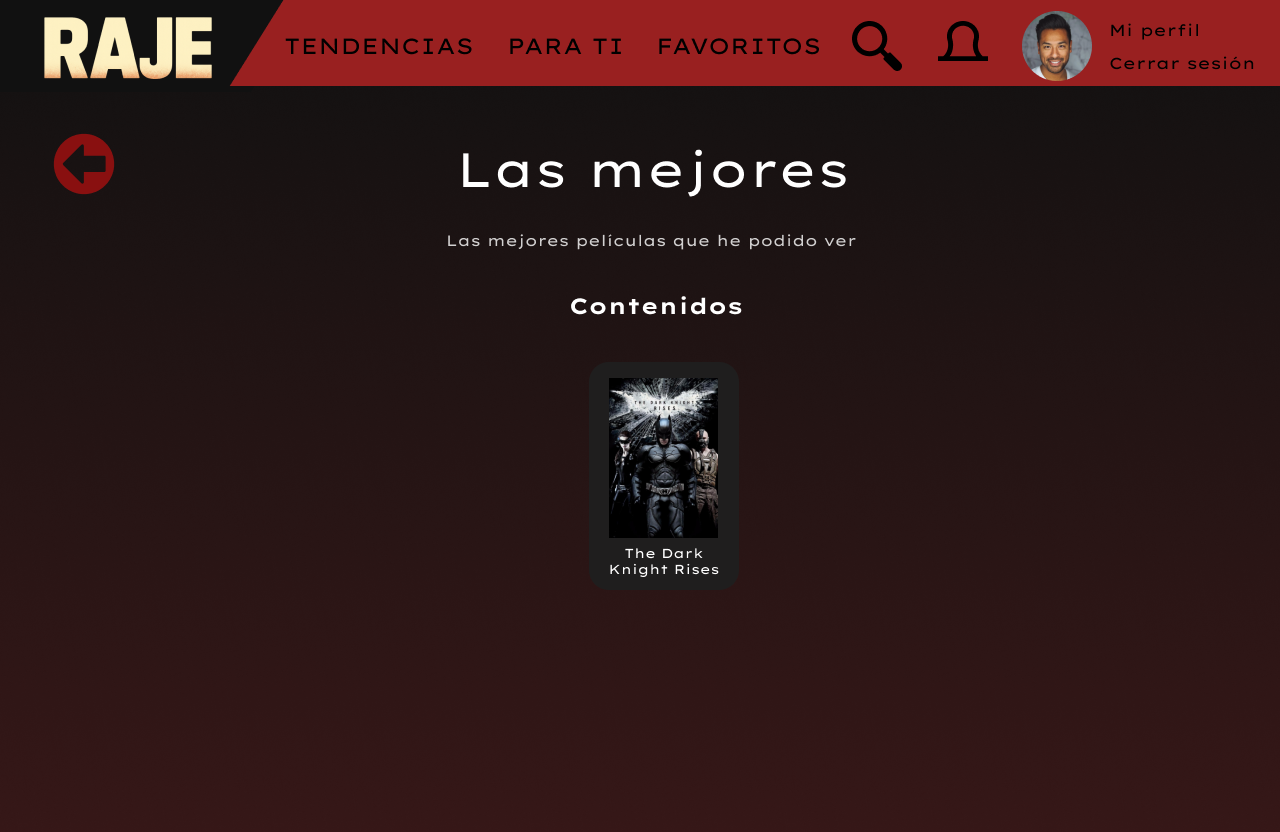 RAJE
TENDENCIAS PARA TI FAVORITOS
Mi perfil
Cerrar sesión
Las mejores
Las mejores películas que he podido ver
Contenidos
THE DARK KNIGHT
RISES
The Dark
Knight Rises